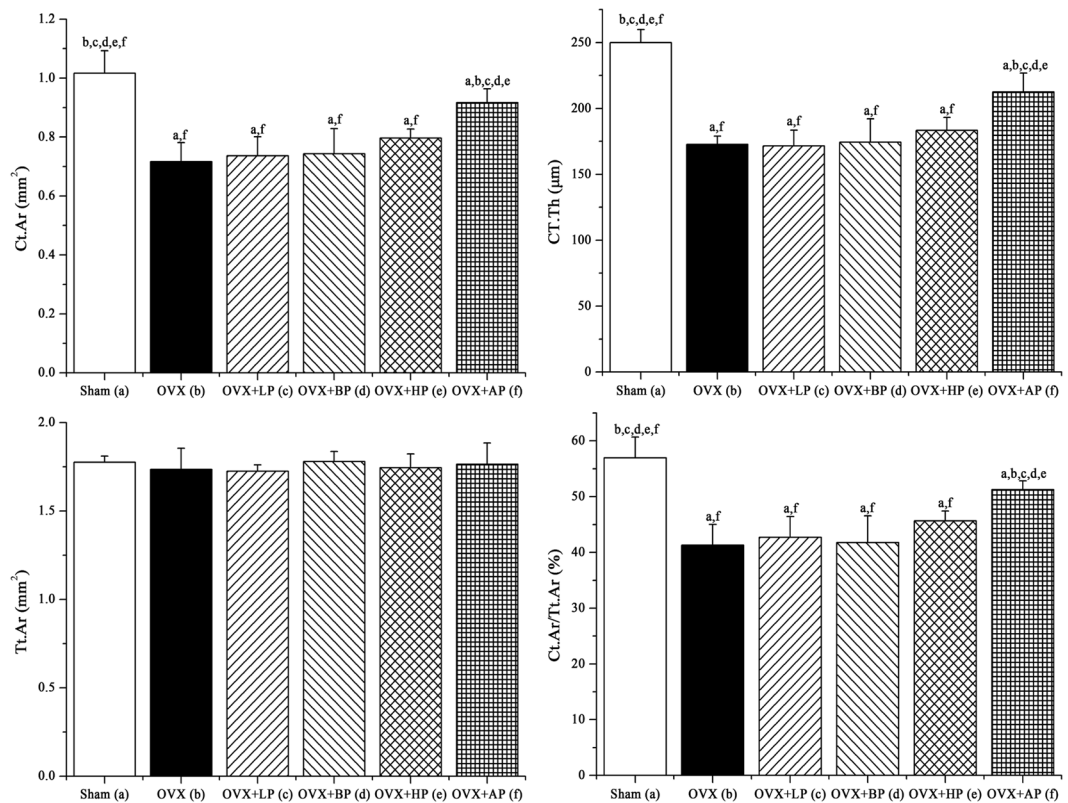 1.2
1.0
0.8
0.6
0.4
0.2
0.0
Ct.Ar (mm²)
b,c,d,e,f
a,f
a,f
a,f
a,f
a,b,c,d,e
Sham (a) OVX (b) OVX+LP (c) OVX+BP (d) OVX+HP (e) OVX+AP (f)
250
200
150
100
50
0
CT.Th (μm)
b,c,d,e,f
a,f
a,f
a,f
a,f
a,b,c,d,e
Sham (a) OVX (b) OVX+LP (c) OVX+BP (d) OVX+HP (e) OVX+AP (f)
2.0
1.5
1.0
0.5
0.0
Tt.Ar (mm²)
Sham (a) OVX (b) OVX+LP (c) OVX+BP (d) OVX+HP (e) OVX+AP (f)
60
50
40
30
20
10
0
Ct.Ar/Tt.Ar (%)
b,c,d,e,f
a,f
a,f
a,f
a,f
a,b,c,d,e
Sham (a) OVX (b) OVX+LP (c) OVX+BP (d) OVX+HP (e) OVX+AP (f)